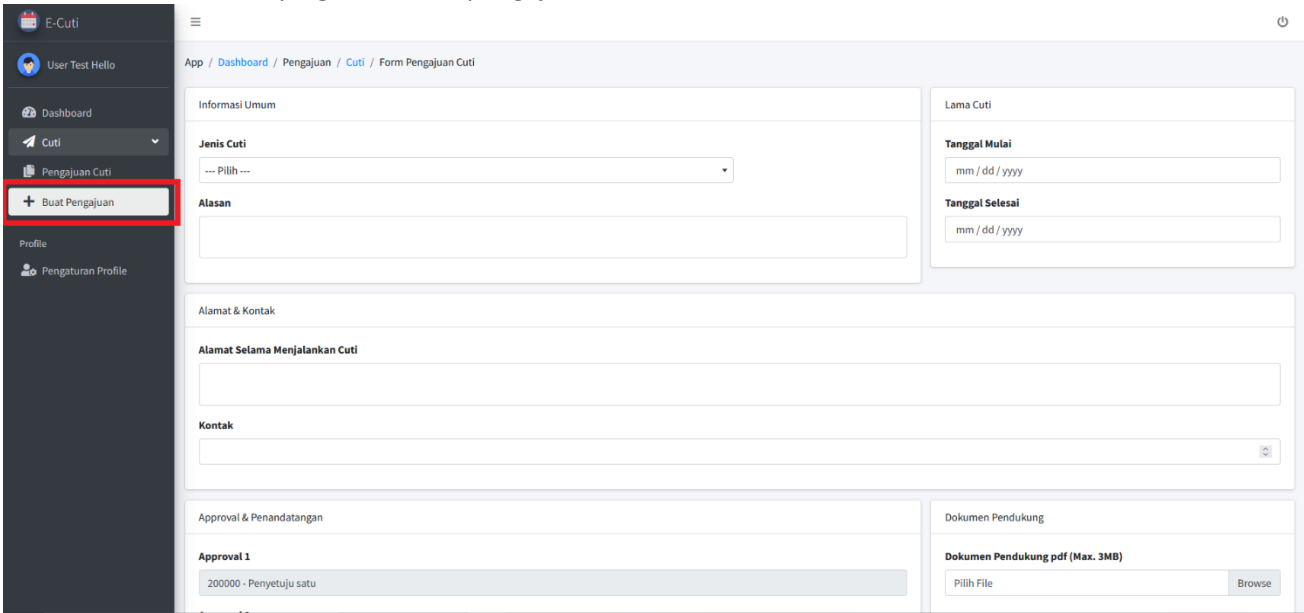 E-Cuti
User Test Hello
Dashboard
Cuti
Pengajuan Cuti
Buat Pengajuan
Profile
Pengaturan Profile
App / Dashboard / Pengajuan / Cuti / Form Pengajuan Cuti
Informasi Umum
Jenis Cuti
--- Pilih ---
Alasan
Lama Cuti
Tanggal Mulai
mm / dd / yyyy
Tanggal Selesai
mm / dd / yyyy
Alamat & Kontak
Alamat Selama Menjalankan Cuti
Kontak
Approval & Penandatangan
Approval 1
200000 - Penyetuju satu
Dokumen Pendukung
Dokumen Pendukung pdf (Max. 3MB)
Pilih File
Browse